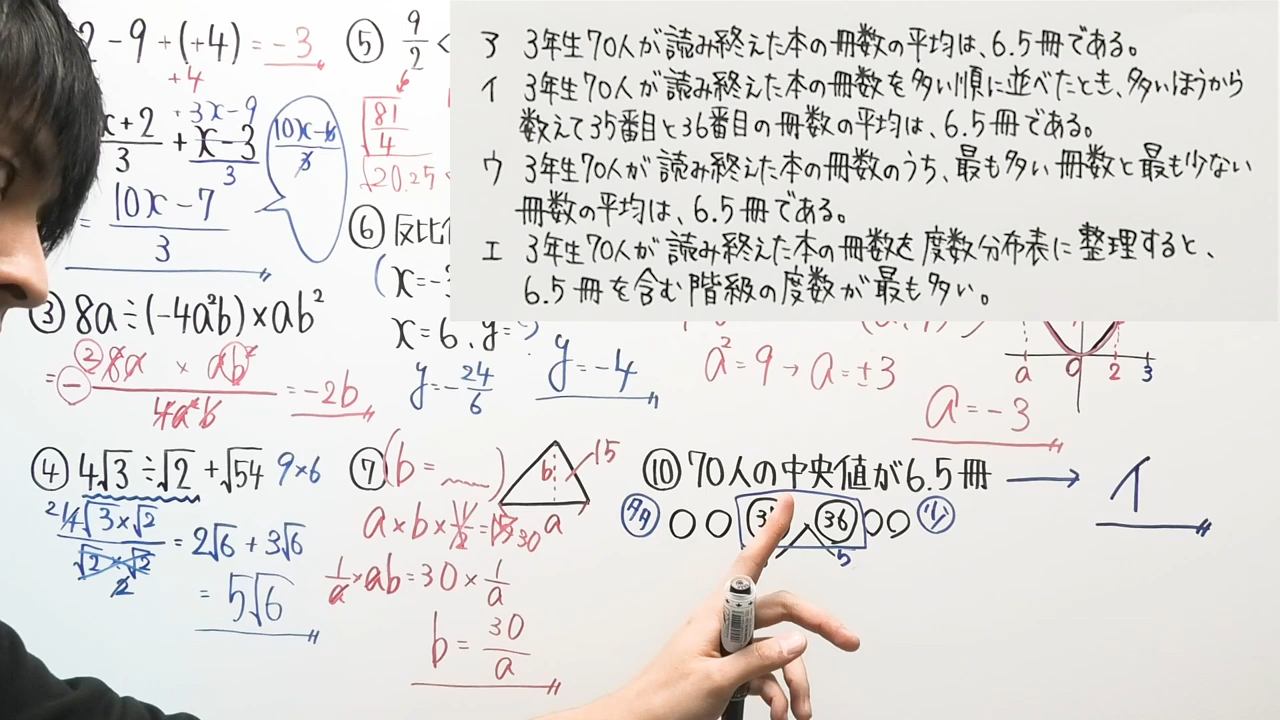 2-9+(+4)=-3
+4
x+2/3 + x-3/3
+3x-9
10x-6/3
= 10x-7/3
③ 8a÷(-4a²b)×ab²
=- 8a × ab²/4a²b = -2b
②
④ 4√3÷√2+√54 9×6
2 4√3×√2/√2×√2 = 2√6+3√6
2
= 5√6
⑤ 9/2 <
√81/4
√20.25
⑥ 反比
x=6, y=
y=-24/6
y=-4
⑦ (b= )
6 15
a
a×b×1/2=15 30
1/a×ab=30×1/a
b=30/a
ア 3年生70人が読み終えた本の冊数の平均は、6.5冊である。
イ 3年生70人が読み終えた本の冊数を多い順に並べたとき、多いほうから
数えて35番目と36番目の冊数の平均は、6.5冊である。
ウ 3年生70人が読み終えた本の冊数のうち、最も多い冊数と最も少ない
冊数の平均は、6.5冊である。
エ 3年生70人が読み終えた本の冊数を度数分布表に整理すると、
6.5冊を含む階級の度数が最も多い。
a²=9→a=±3
a=-3
a 0 2 3
⑩ 70人の中央値が6.5冊 → イ
多 36 少